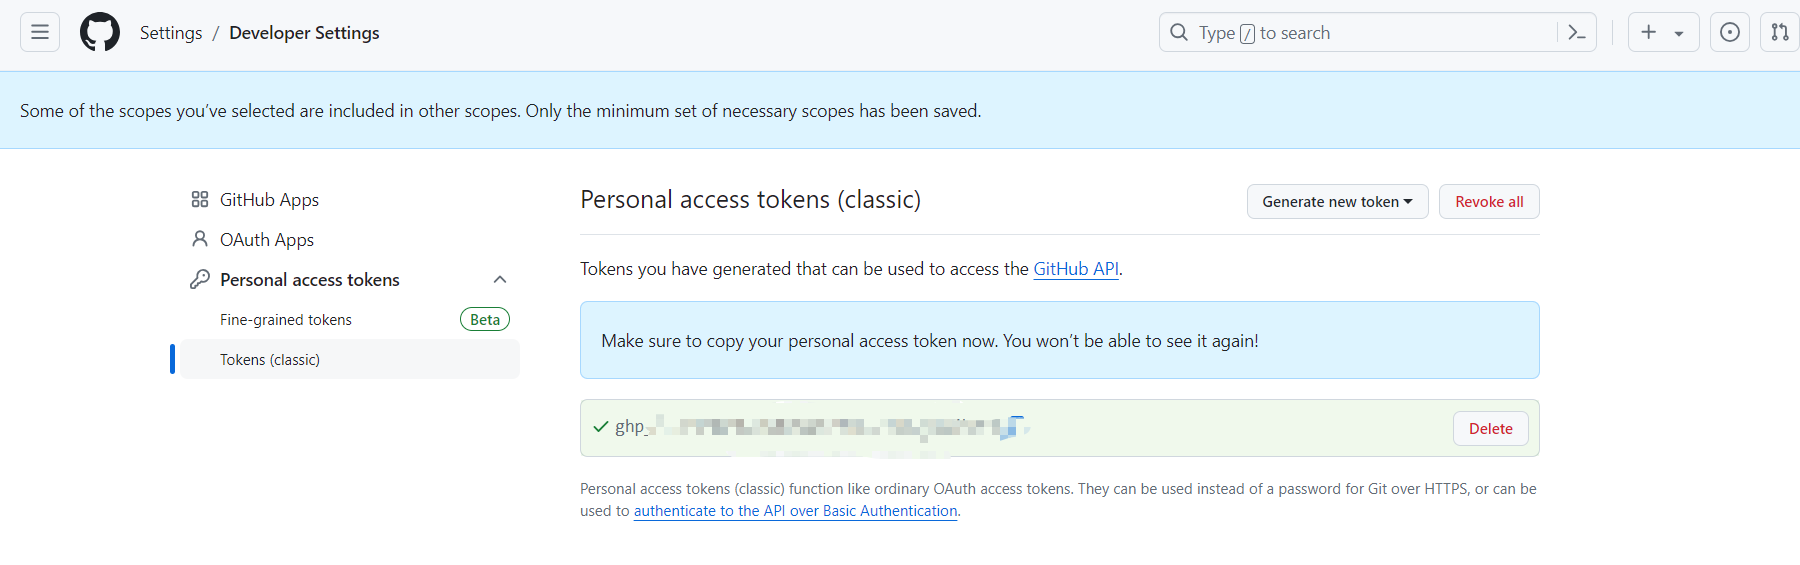 Settings / Developer Settings
Type / to search
Some of the scopes you’ve selected are included in other scopes. Only the minimum set of necessary scopes has been saved.
GitHub Apps
OAuth Apps
Personal access tokens
Fine-grained tokens Beta
Tokens (classic)
Personal access tokens (classic)
Generate new token
Revoke all
Tokens you have generated that can be used to access the GitHub API.
Make sure to copy your personal access token now. You won’t be able to see it again!
ghp_
Delete
Personal access tokens (classic) function like ordinary OAuth access tokens. They can be used instead of a password for Git over HTTPS, or can be
used to authenticate to the API over Basic Authentication.